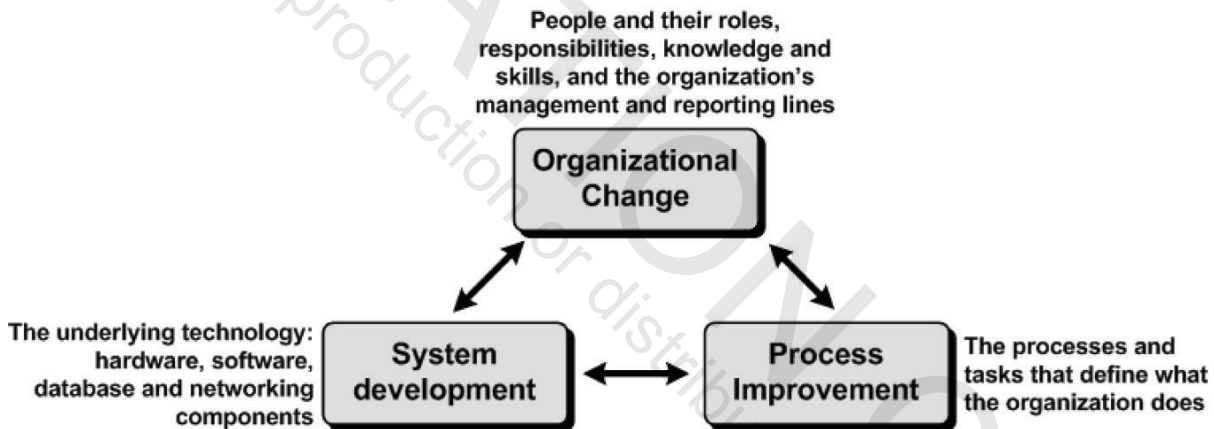 People and their roles,
responsibilities, knowledge and
skills, and the organization's
management and reporting lines
Organizational
Change
The underlying technology:
hardware, software,
database and networking
components
System
development
Process
Improvement
The processes and
tasks that define what
the organization does